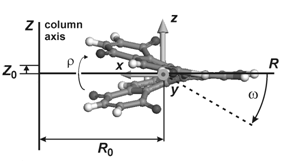 Z column axis z
Z₀ ρ x y R
ω
R₀